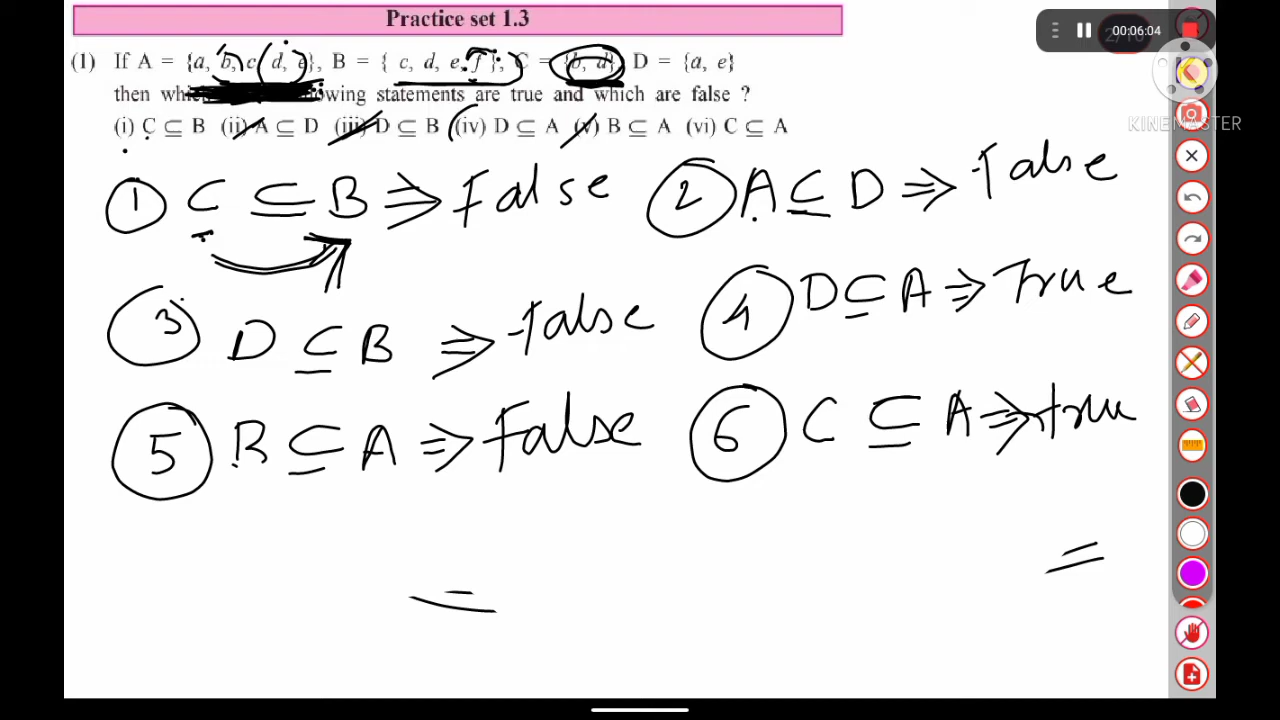 Practice set 1.3
00:06:04
(1) If A = {a, b, c, d, e}, B = { c, d, e, f }, C = {b, d}, D = {a, e}
then which of following statements are true and which are false ?
(i) C ⊆ B (ii) A ⊆ D (iii) D ⊆ B (iv) D ⊆ A (v) B ⊆ A (vi) C ⊆ A
KINEMASTER
1 C ⊆ B ⇒ False 2 A ⊆ D ⇒ False
3 D ⊆ B ⇒ False 4 D ⊆ A ⇒ True
5 B ⊆ A ⇒ False 6 C ⊆ A ⇒ true